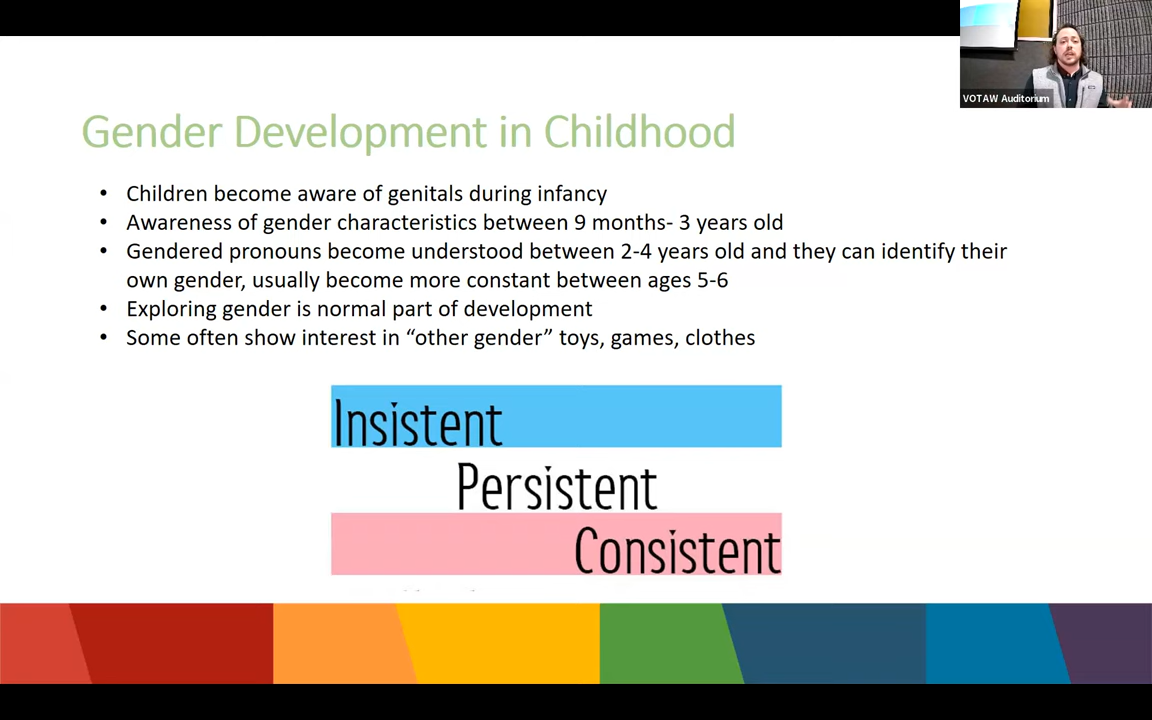 VOTAW Auditorium
Gender Development in Childhood
• Children become aware of genitals during infancy
• Awareness of gender characteristics between 9 months- 3 years old
• Gendered pronouns become understood between 2-4 years old and they can identify their
own gender, usually become more constant between ages 5-6
• Exploring gender is normal part of development
• Some often show interest in “other gender” toys, games, clothes
Insistent
Persistent
Consistent